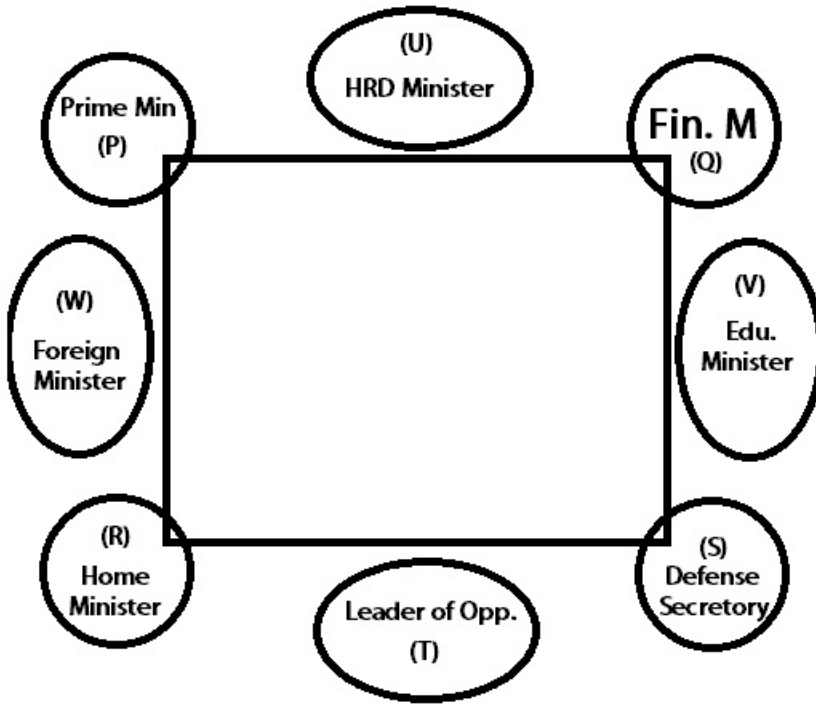 (U)
HRD Minister
Prime Min
(P)
Fin. M
(Q)
(W)
Foreign
Minister
(V)
Edu.
Minister
(R)
Home
Minister
Leader of Opp.
(T)
(S)
Defense
Secretory